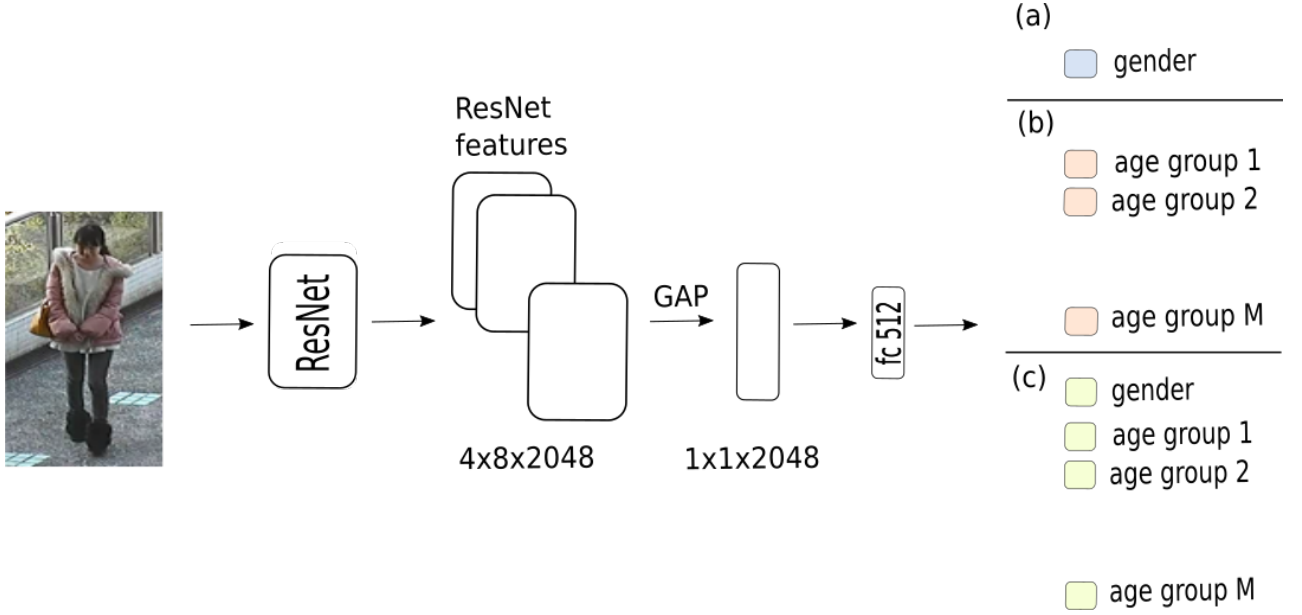 (a)
gender
(b)
age group 1
age group 2
age group M
(c)
gender
age group 1
age group 2
age group M
ResNet
features
ResNet
GAP
fc 512
4x8x2048
1x1x2048